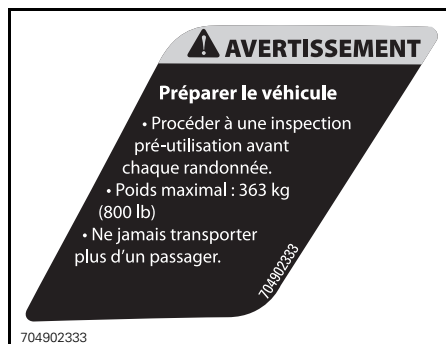 AVERTISSEMENT
Préparer le véhicule
• Procéder à une inspection
pré-utilisation avant
chaque randonnée.
• Poids maximal : 363 kg
(800 lb)
• Ne jamais transporter
plus d'un passager.
704902333
704902333